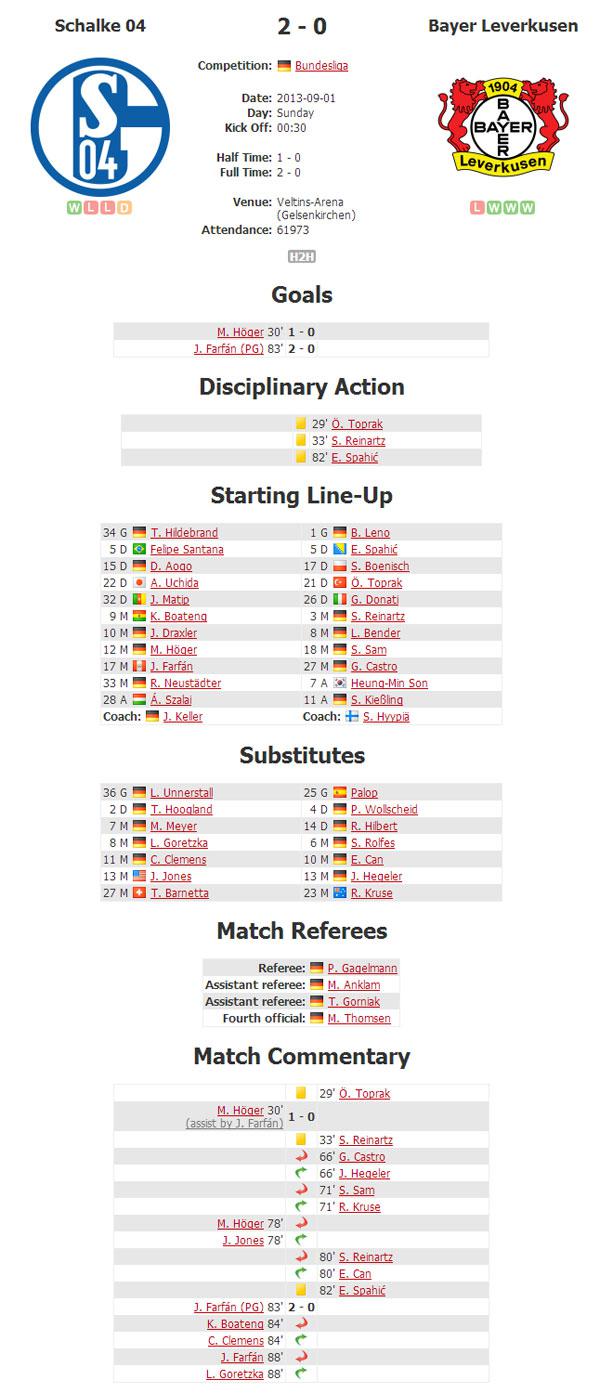 Schalke 04 2 - 0 Bayer Leverkusen
Competition: Bundesliga
S 04
1904
BAYER
BAYER
Leverkusen
Date: 2013-09-01
Day: Sunday
Kick Off: 00:30
Half Time: 1 - 0
Full Time: 2 - 0
Venue: Veltins-Arena
(Gelsenkirchen)
W L L D L W W W
Attendance: 61973
H2H
Goals
M. Höger 30' 1 - 0
J. Farfán (PG) 83' 2 - 0
Disciplinary Action
29' Ö. Toprak
33' S. Reinartz
82' E. Spahić
Starting Line-Up
34 G T. Hildebrand 1 G B. Leno
5 D Felipe Santana 5 D E. Spahić
15 D D. Aogo 17 D S. Boenisch
22 D A. Uchida 21 D Ö. Toprak
32 D J. Matip 26 D G. Donati
9 M K. Boateng 3 M S. Reinartz
10 M J. Draxler 8 M L. Bender
12 M M. Höger 18 M S. Sam
17 M J. Farfán 27 M G. Castro
33 M R. Neustädter 7 A Heung-Min Son
28 A Á. Szalai 11 A S. Kießling
Coach: J. Keller Coach: S. Hyypiä
Substitutes
36 G L. Unnerstall 25 G Palop
2 D T. Hoogland 4 D P. Wollscheid
7 M M. Meyer 14 D R. Hilbert
8 M L. Goretzka 6 M S. Rolfes
11 M C. Clemens 10 M E. Can
13 M J. Jones 13 M J. Hegeler
27 M T. Barnetta 23 M R. Kruse
Match Referees
Referee: P. Gagelmann
Assistant referee: M. Anklam
Assistant referee: T. Gorniak
Fourth official: M. Thomsen
Match Commentary
29' Ö. Toprak
M. Höger 30' 1 - 0
(assist by J. Farfán)
33' S. Reinartz
66' G. Castro
66' J. Hegeler
71' S. Sam
71' R. Kruse
M. Höger 78'
J. Jones 78'
80' S. Reinartz
80' E. Can
82' E. Spahić
J. Farfán (PG) 83' 2 - 0
K. Boateng 84'
C. Clemens 84'
J. Farfán 88'
L. Goretzka 88'